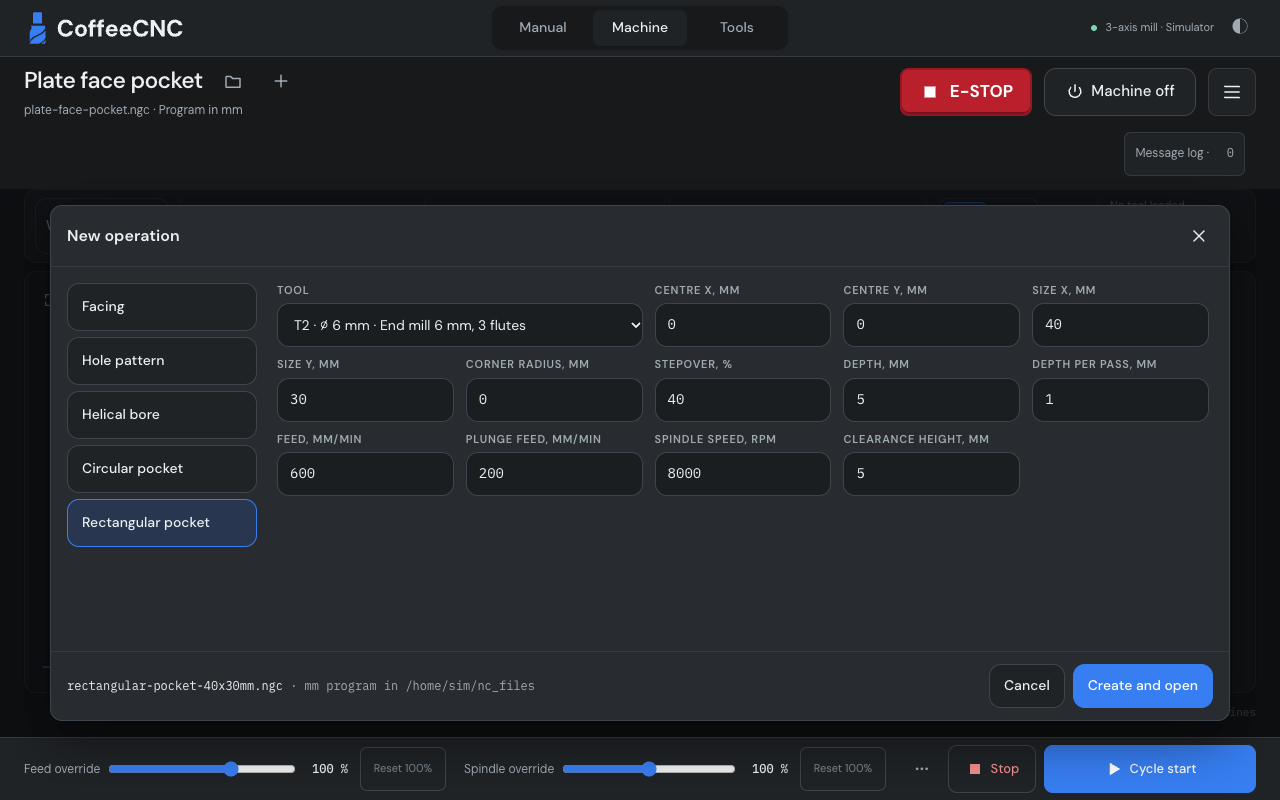 CoffeeCNC
Manual
Machine
Tools
3-axis mill · Simulator
Plate face pocket
plate-face-pocket.ngc · Program in mm
E-STOP
Machine off
Message log · 0
No tool loaded
New operation
Facing
Hole pattern
Helical bore
Circular pocket
Rectangular pocket
TOOL
T2 · ⌀ 6 mm · End mill 6 mm, 3 flutes
CENTRE X, MM
0
CENTRE Y, MM
0
SIZE X, MM
40
SIZE Y, MM
30
CORNER RADIUS, MM
0
STEPOVER, %
40
DEPTH, MM
5
DEPTH PER PASS, MM
1
FEED, MM/MIN
600
PLUNGE FEED, MM/MIN
200
SPINDLE SPEED, RPM
8000
CLEARANCE HEIGHT, MM
5
rectangular-pocket-40x30mm.ngc · mm program in /home/sim/nc_files
Cancel
Create and open
Feed override
100 %
Reset 100%
Spindle override
100 %
Reset 100%
Stop
Cycle start